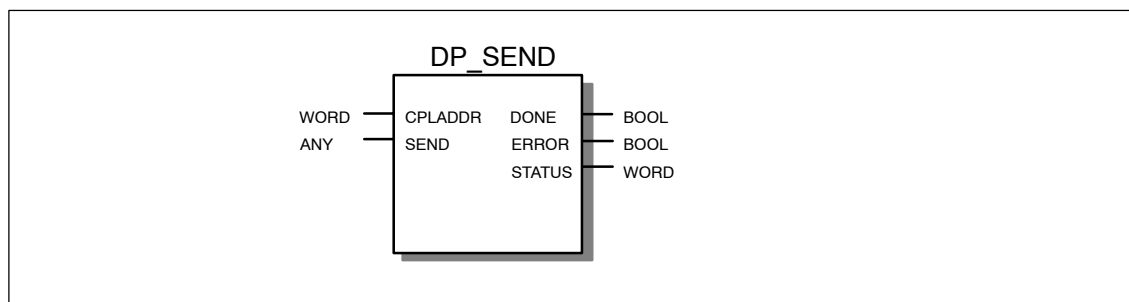 DP_SEND
WORD CPLADDR DONE BOOL
ANY SEND ERROR BOOL
STATUS WORD